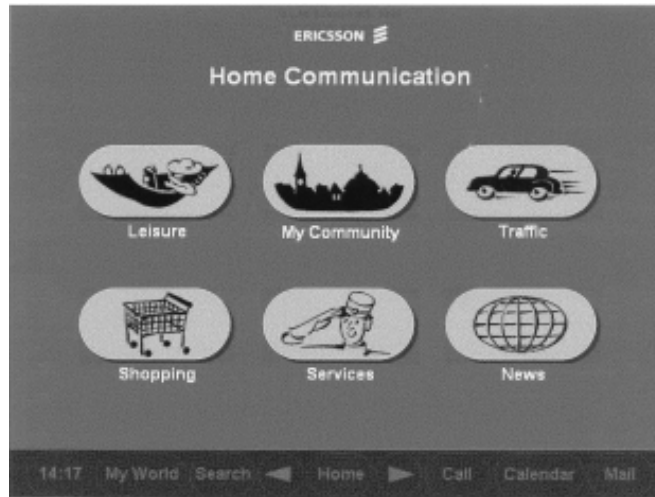 ERICSSON
Home Communication
Leisure My Community Traffic
Shopping Services News
14:17 My World Search Home Call Calendar Mail